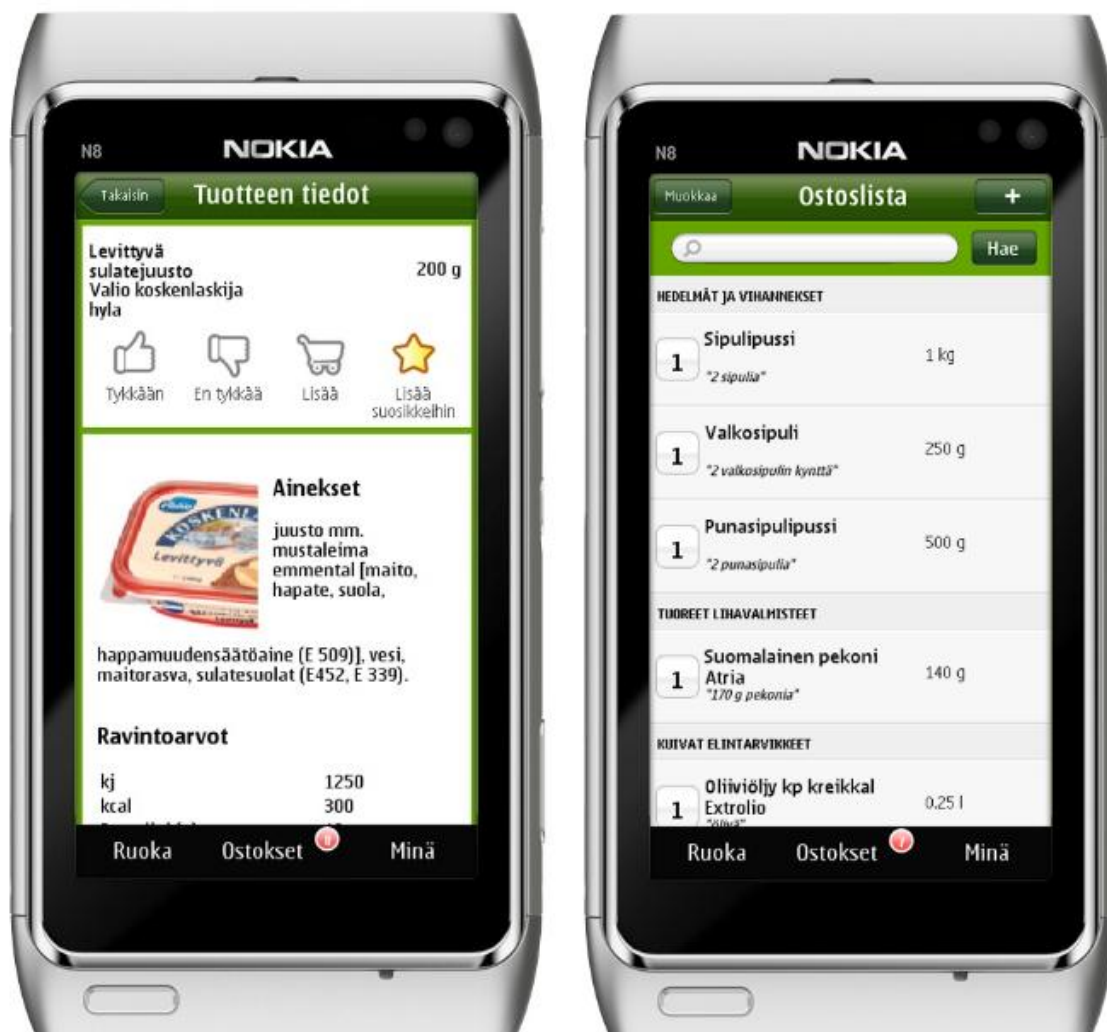 N8
NOKIA
Takaisin
Tuotteen tiedot
Levittyvä
sulatejuusto
Valio koskenlaskija
hyla
200 g
Tykkään
En tykkää
Lisää
Lisää
suosikkeihin
Levittyvä
Ainekset
juusto mm.
mustaleima
emmental [maito,
hapate, suola,
happamuudensäätöaine (E 509)], vesi,
maitorasva, sulatesuolat (E452, E 339).
Ravintoarvot
kj 1250
kcal 300
Ruoka
Ostokset
Minä
N8
NOKIA
Muokkaa
Ostoslista
+
Hae
HEDELMÄT JA VIHANNEKSET
1
Sipulipussi
"2 sipulia"
1 kg
1
Valkosipuli
"2 valkosipulin kynttä"
250 g
1
Punasipulipussi
"2 punasipulia"
500 g
TUOREET LIHAVALMISTEET
1
Suomalainen pekoni
Atria
"170 g pekonia"
140 g
KUIVAT ELINTARVIKKEET
1
Oliiviöljy kp kreikkal
Extrolio
0.25 l
Ruoka
Ostokset
7
Minä